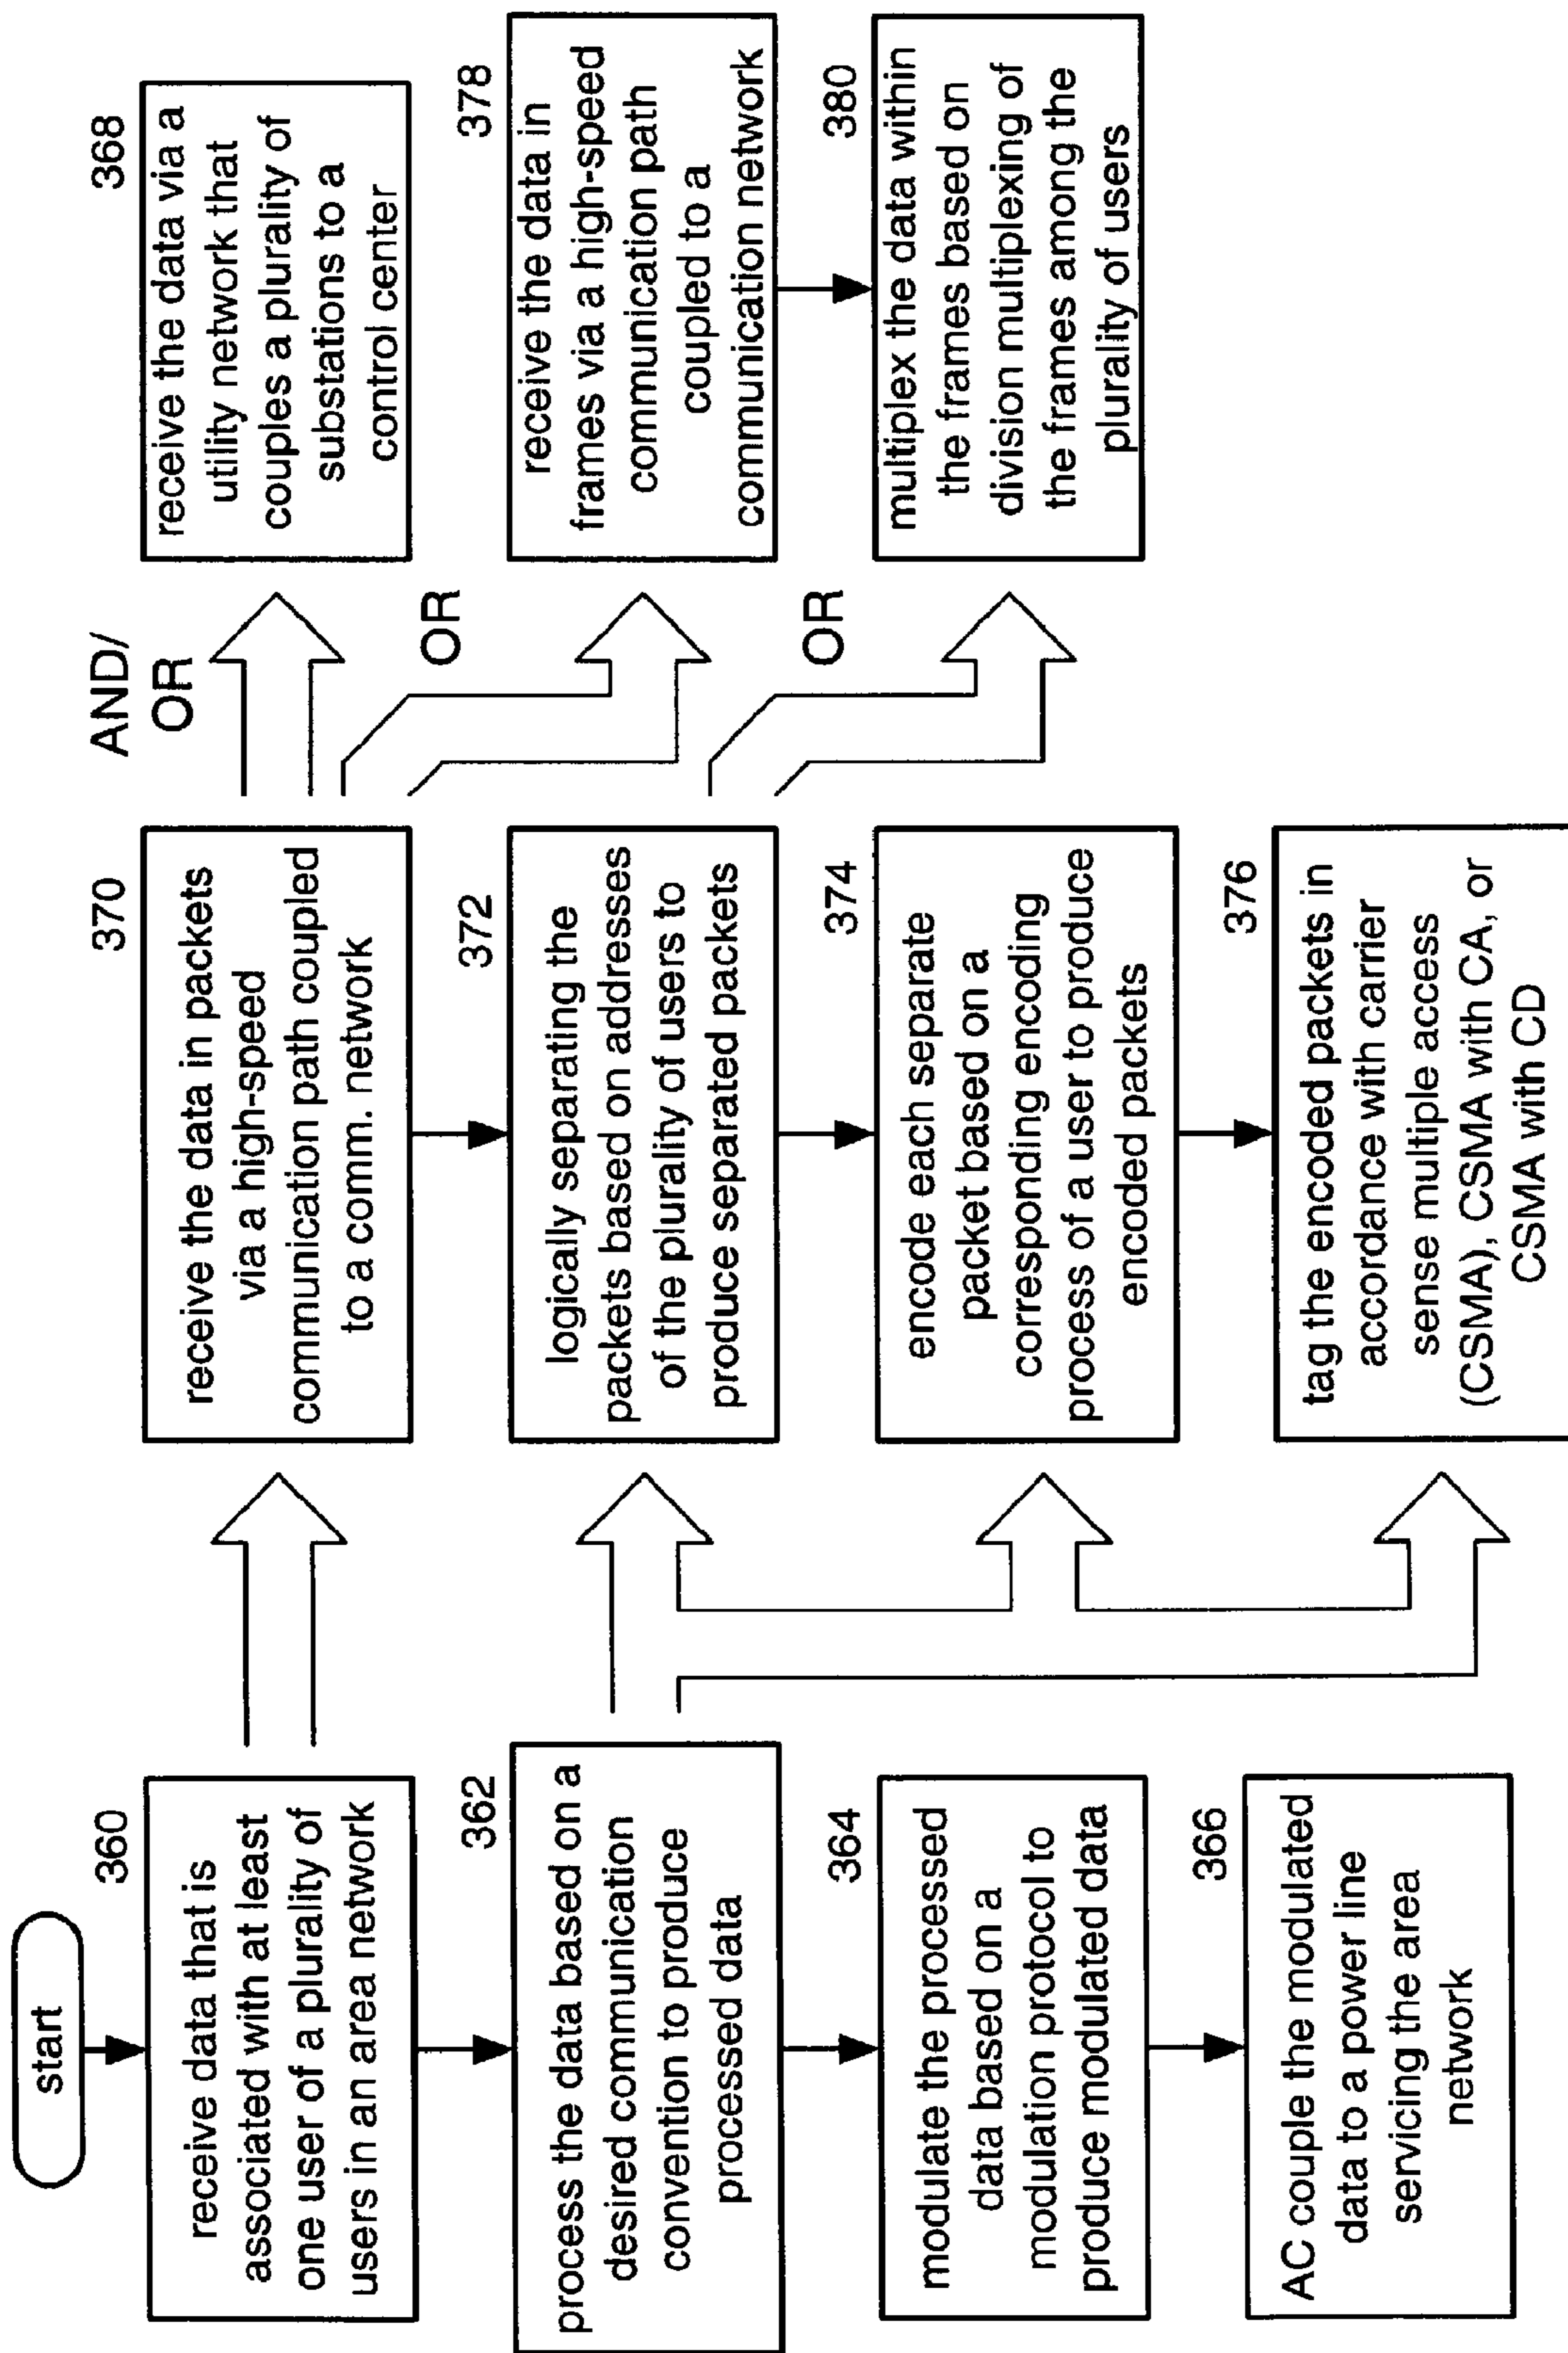 start
360
receive data that is
associated with at least
one user of a plurality of
users in an area network
362
process the data based on a
desired communication
convention to produce
processed data
364
modulate the processed
data based on a
modulation protocol to
produce modulated data
366
AC couple the modulated
data to a power line
servicing the area
network
370
receive the data in packets
via a high-speed
communication path coupled
to a comm. network
372
logically separating the
packets based on addresses
of the plurality of users to
produce separated packets
374
encode each separate
packet based on a
corresponding encoding
process of a user to produce
encoded packets
376
tag the encoded packets in
accordance with carrier
sense multiple access
(CSMA), CSMA with CA, or
CSMA with CD
AND/
OR
OR
OR
368
receive the data via a
utility network that
couples a plurality of
substations to a
control center
378
receive the data in
frames via a high-speed
communication path
coupled to a
communication network
380
multiplex the data within
the frames based on
division multiplexing of
the frames among the
plurality of users